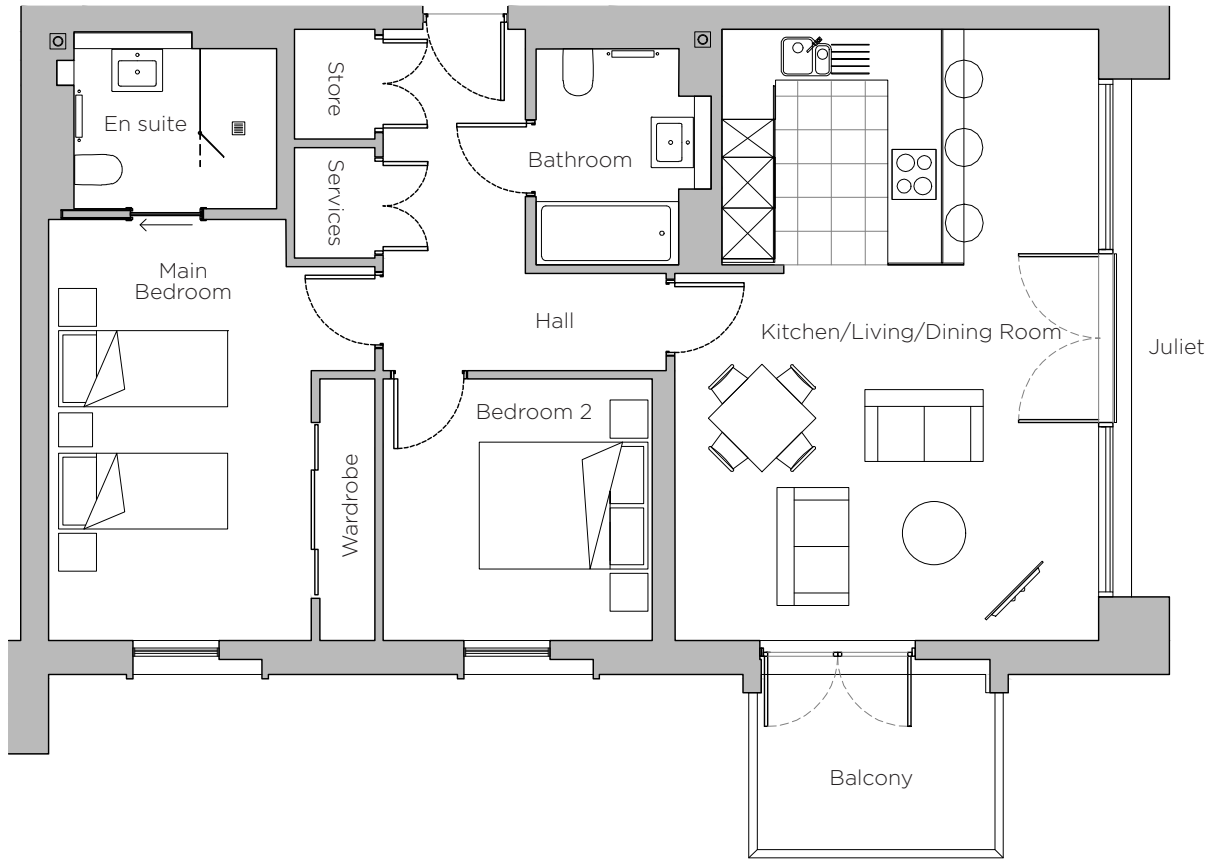 Store
En suite
Bathroom
Services
Main
Bedroom
Hall
Kitchen/Living/Dining Room
Juliet
Bedroom 2
Wardrobe
Balcony